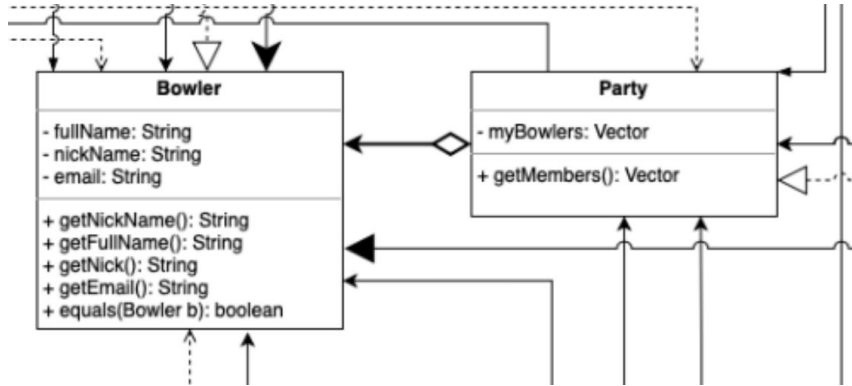 Bowler
- fullName: String
- nickName: String
- email: String
+ getNickName(): String
+ getFullName(): String
+ getNick(): String
+ getEmail(): String
+ equals(Bowler b): boolean
Party
- myBowlers: Vector
+ getMembers(): Vector